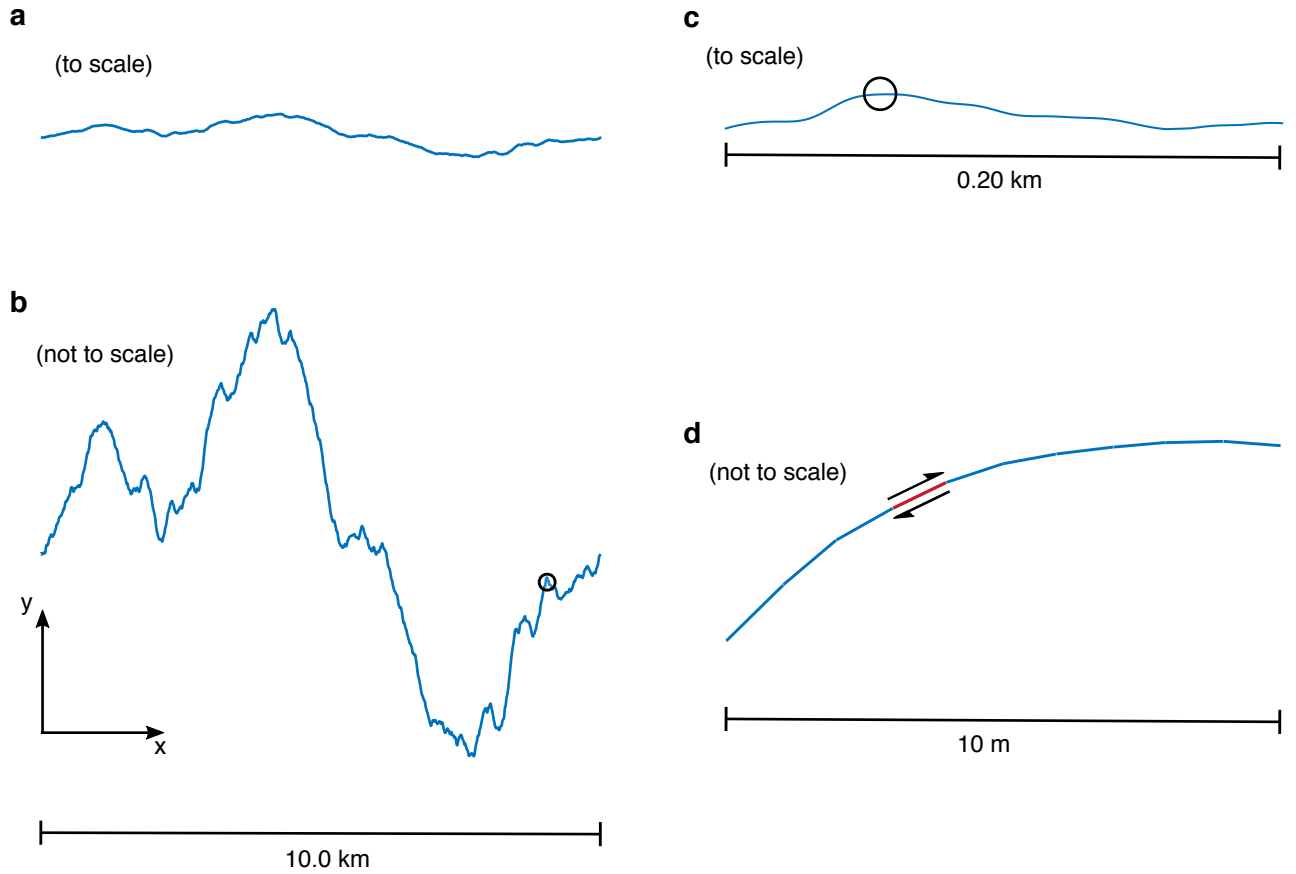 a
(to scale)
b
(not to scale)
y
x
10.0 km
c
(to scale)
0.20 km
d
(not to scale)
10 m